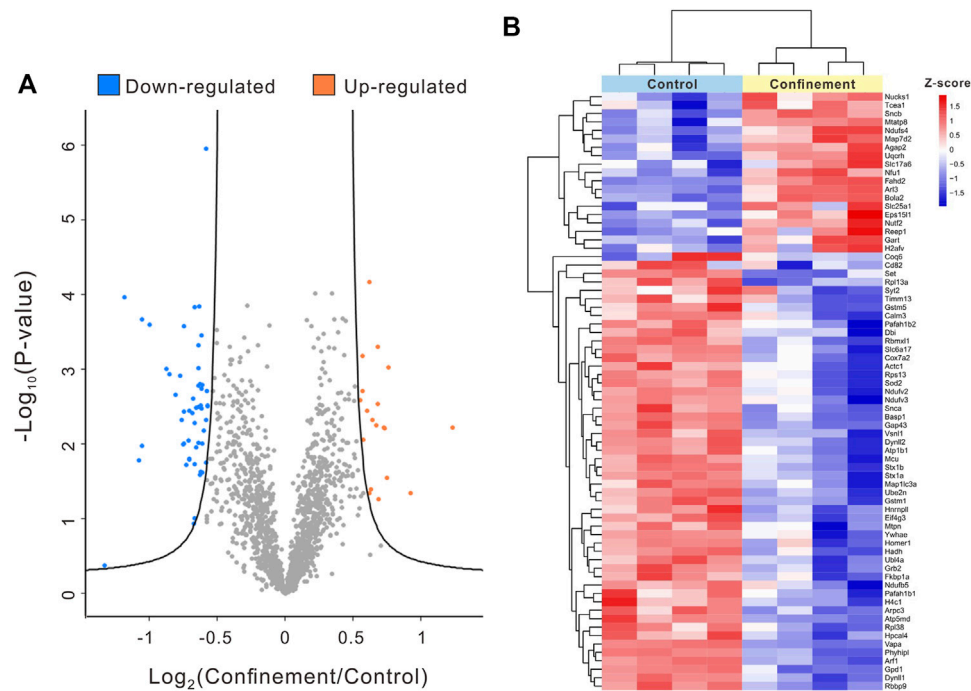 A
Down-regulated
Up-regulated
6
5
4
3
2
1
0
-1
-0.5
0
0.5
1
-Log10(P-value)
Log2(Confinement/Control)
B
Control
Confinement
Z-score
1.5
1
0.5
0
−0.5
−1
−1.5
Nucks1
Tcea1
Sncb
Mtatp8
Ndufs4
Map7d2
Agap2
Uqcrh
Slc17a6
Nfu1
Fahd2
Arl3
Bola2
Slc25a1
Eps15l1
Nutf2
Reep1
Gart
H2afv
Coq6
Cd82
Set
Rpl13a
Syt2
Timm13
Gstm5
Calm3
Pafah1b2
Dbi
Rbmxl1
Slc6a17
Cox7a2
Actc1
Rps13
Sod2
Ndufv2
Ndufv3
Snca
Basp1
Gap43
Vsnl1
Dynll2
Atp1b1
Mcu
Stx1b
Stx1a
Map1lc3a
Ube2n
Gstm1
Hnrnpll
Eif4g3
Mtpn
Ywhae
Homer1
Hadh
Ubl4a
Grb2
Fkbp1a
Ndufb5
Pafah1b1
H4c1
Arpc3
Atp5md
Rpl38
Hpcal4
Vapa
Phyhipl
Arf1
Gpd1
Dynll1
Rbbp9